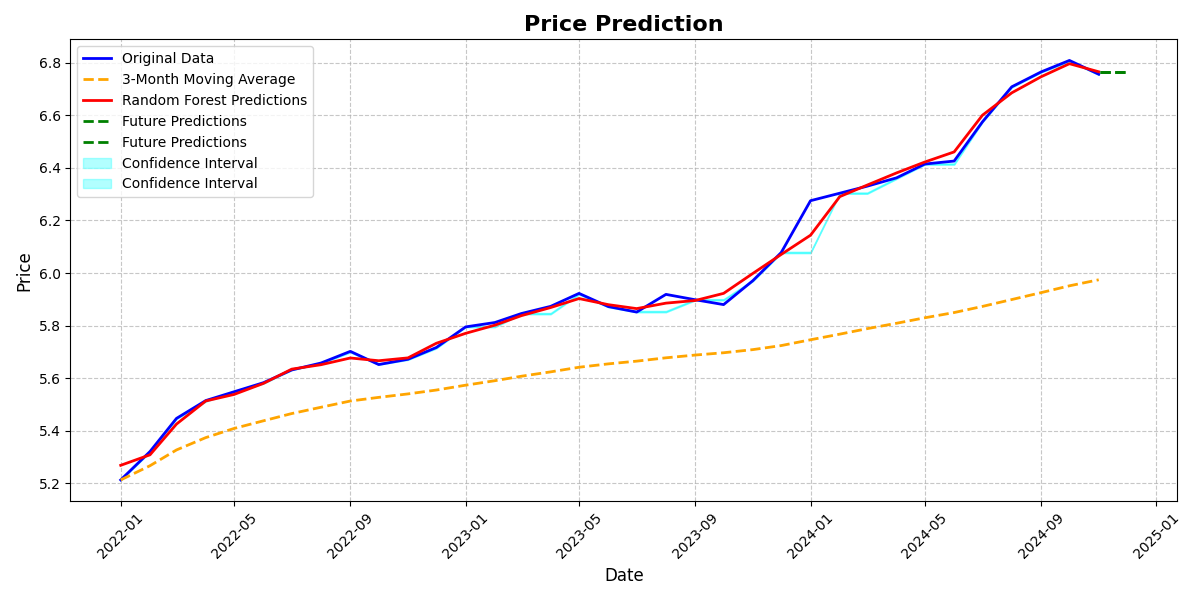 Price Prediction
Original Data
3-Month Moving Average
Random Forest Predictions
Future Predictions
Future Predictions
Confidence Interval
Confidence Interval
Price
6.8
6.6
6.4
6.2
6.0
5.8
5.6
5.4
5.2
2022-01
2022-05
2022-09
2023-01
2023-05
2023-09
2024-01
2024-05
2024-09
2025-01
Date